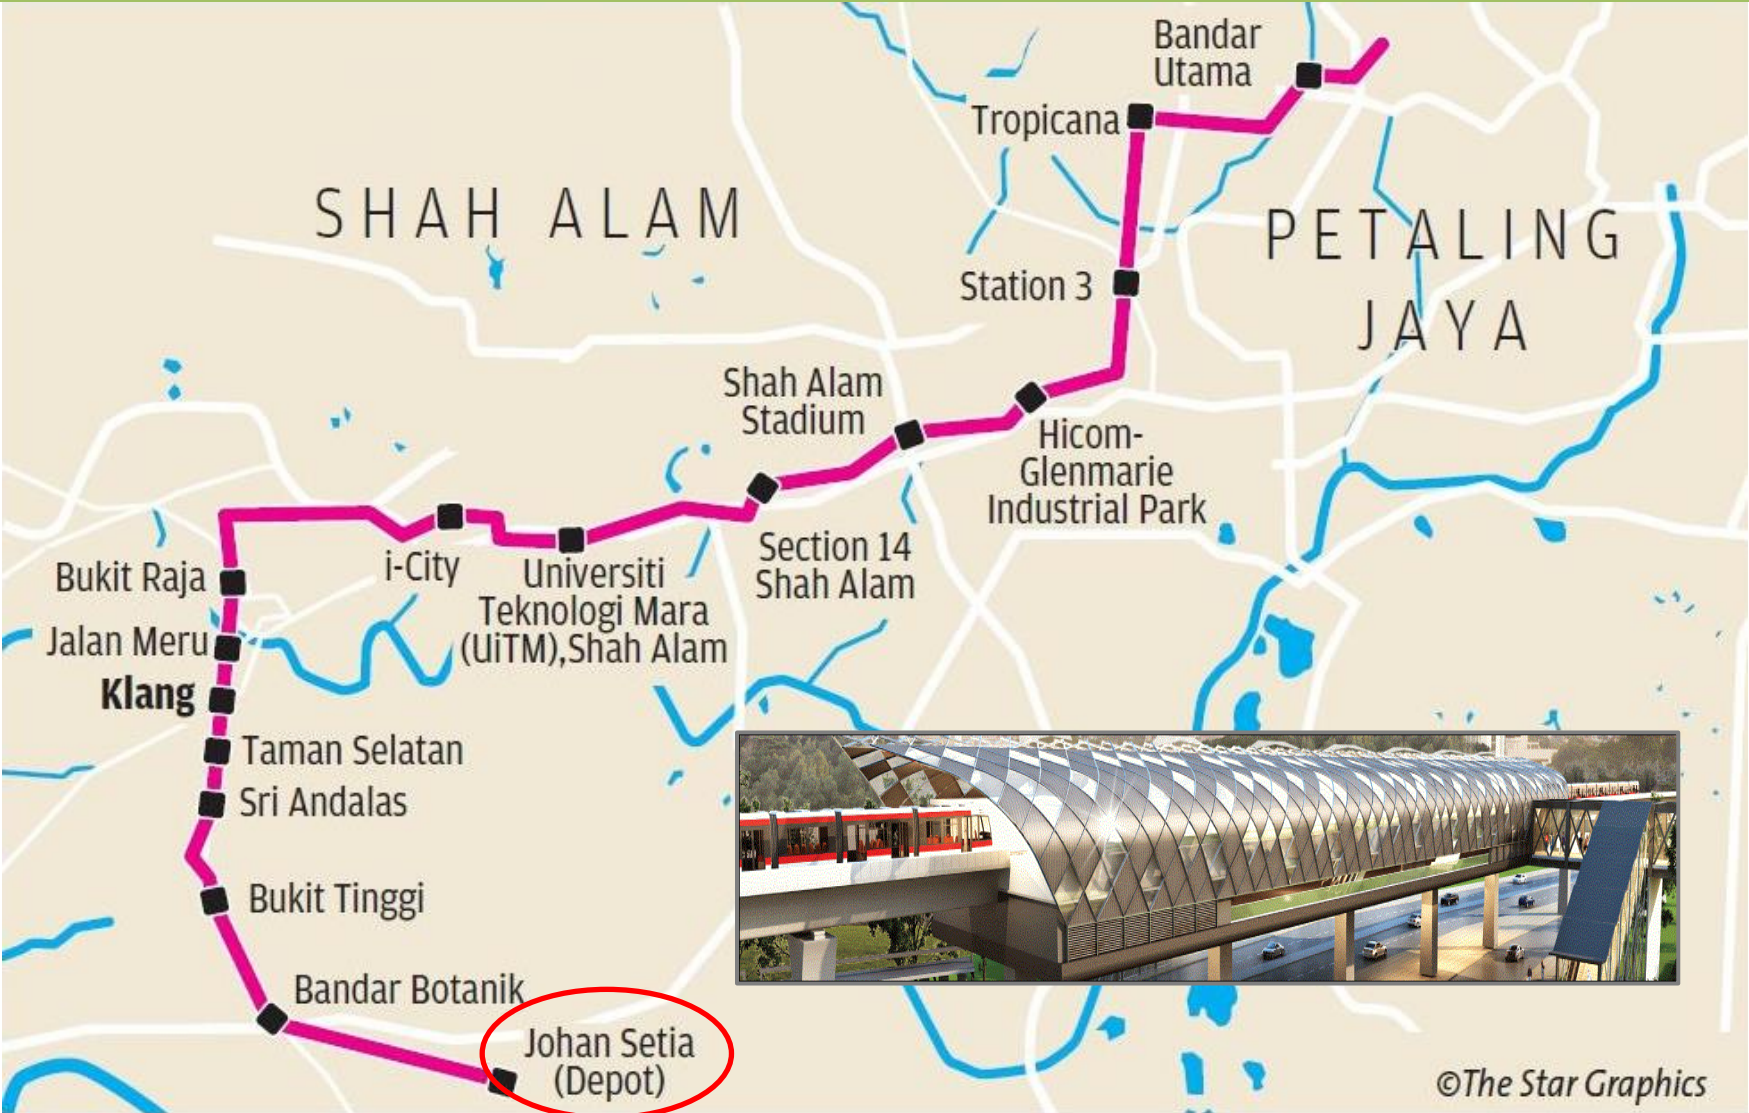 Bandar
Utama
Tropicana
SHAH ALAM
PETALING
JAYA
Station 3
Shah Alam
Stadium
Hicom-
Glenmarie
Industrial Park
Section 14
Shah Alam
i-City
Universiti
Teknologi Mara
(UiTM),Shah Alam
Bukit Raja
Jalan Meru
Klang
Taman Selatan
Sri Andalas
Bukit Tinggi
Bandar Botanik
Johan Setia
(Depot)
©The Star Graphics